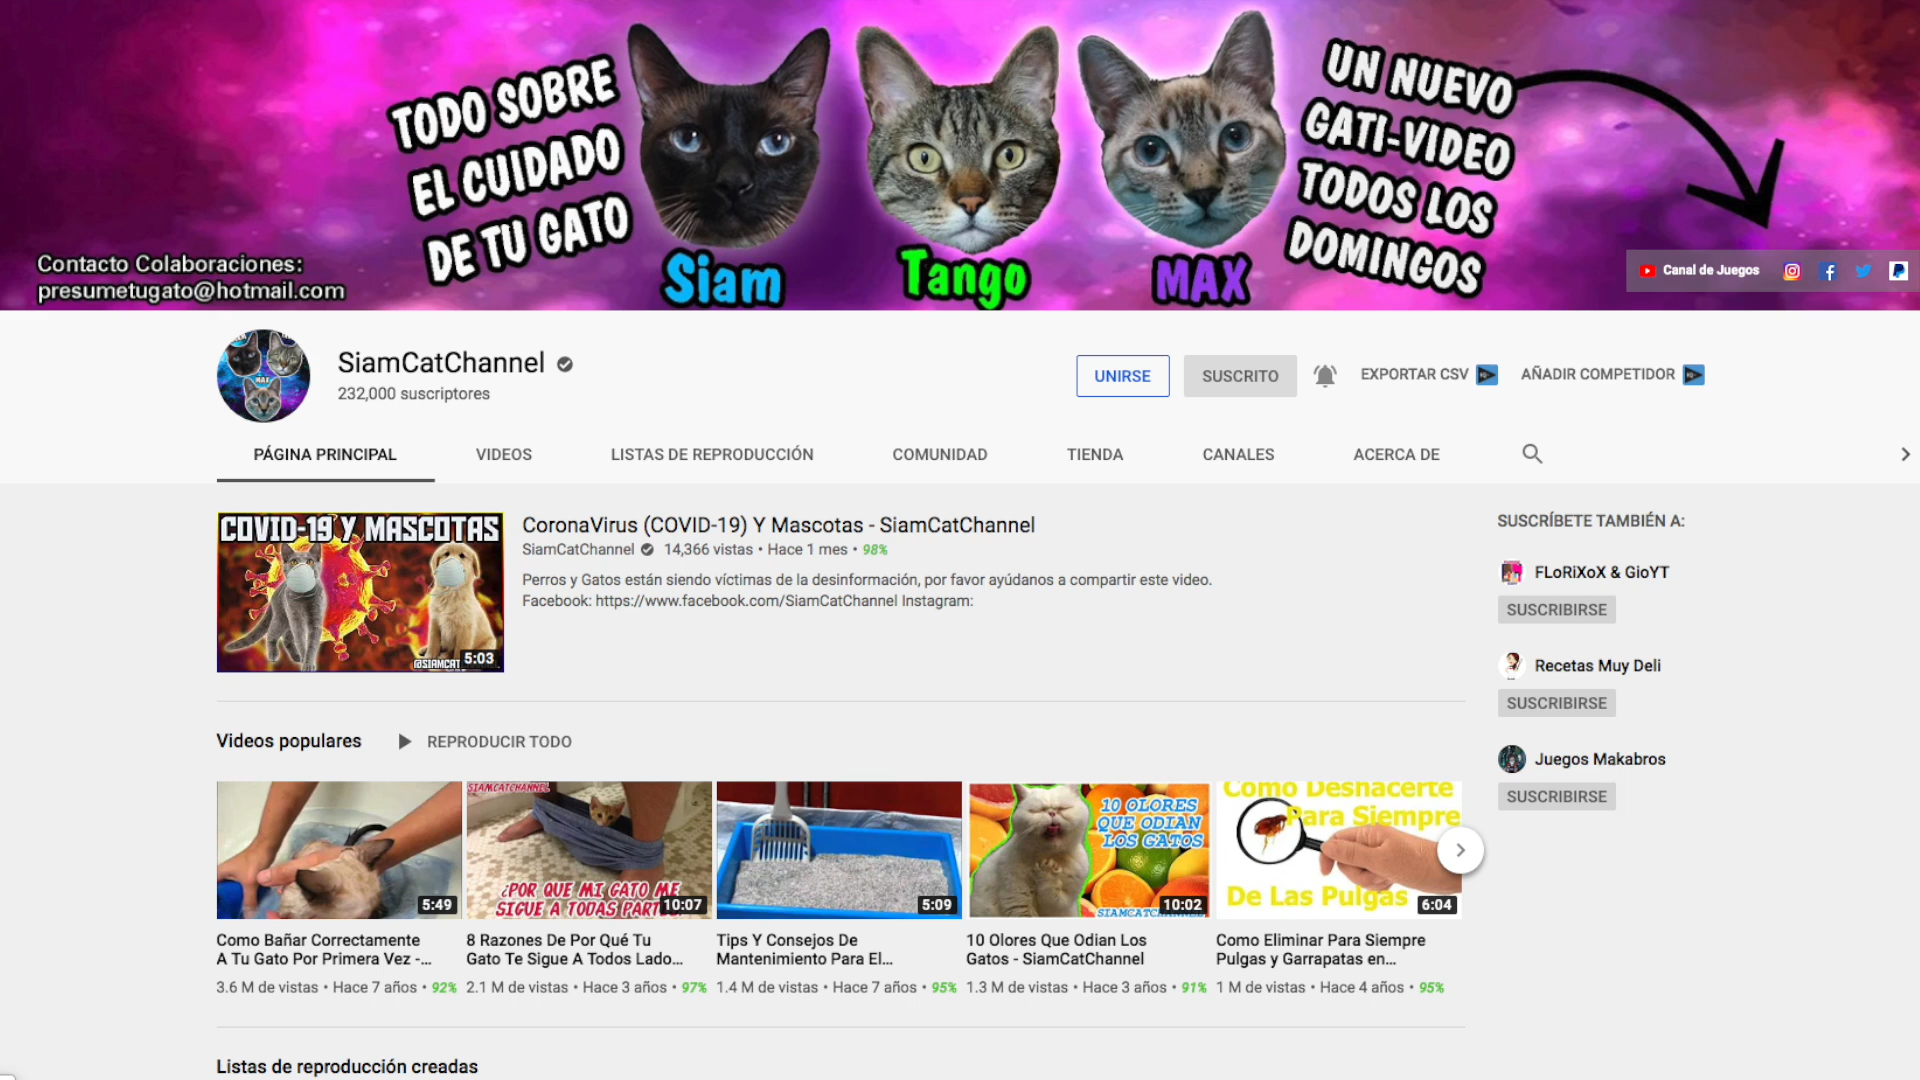 TODO SOBRE
EL CUIDADO
DE TU GATO
Siam
Tango
MAX
UN NUEVO
GATI-VIDEO
TODOS LOS
DOMINGOS
Contacto Colaboraciones:
presumetugato@hotmail.com
Canal de Juegos
SiamCatChannel
232,000 suscriptores
UNIRSE
SUSCRITO
EXPORTAR CSV
AÑADIR COMPETIDOR
PÁGINA PRINCIPAL
VIDEOS
LISTAS DE REPRODUCCIÓN
COMUNIDAD
TIENDA
CANALES
ACERCA DE
COVID-19 Y MASCOTAS
@SIAMCAT
5:03
CoronaVirus (COVID-19) Y Mascotas - SiamCatChannel
SiamCatChannel 14,366 vistas • Hace 1 mes • 98%
Perros y Gatos están siendo víctimas de la desinformación, por favor ayúdanos a compartir este video.
Facebook: https://www.facebook.com/SiamCatChannel Instagram:
SUSCRÍBETE TAMBIÉN A:
FLoRiXoX & GioYT
SUSCRIBIRSE
Recetas Muy Deli
SUSCRIBIRSE
Juegos Makabros
SUSCRIBIRSE
Videos populares
REPRODUCIR TODO
5:49
Como Bañar Correctamente
A Tu Gato Por Primera Vez -...
3.6 M de vistas • Hace 7 años • 92%
SIAMCATCHANNEL
¿POR QUE MI GATO ME
SIGUE A TODAS PART
10:07
8 Razones De Por Qué Tu
Gato Te Sigue A Todos Lado...
2.1 M de vistas • Hace 3 años • 97%
5:09
Tips Y Consejos De
Mantenimiento Para El...
1.4 M de vistas • Hace 7 años • 95%
10 OLORES
QUE ODIAN
LOS GATOS
SIAMCATCHANNEL
10:02
10 Olores Que Odian Los
Gatos - SiamCatChannel
1.3 M de vistas • Hace 3 años • 91%
Como Deshacerte
Para Siempre
De Las Pulgas
6:04
Como Eliminar Para Siempre
Pulgas y Garrapatas en...
1 M de vistas • Hace 4 años • 95%
Listas de reproducción creadas